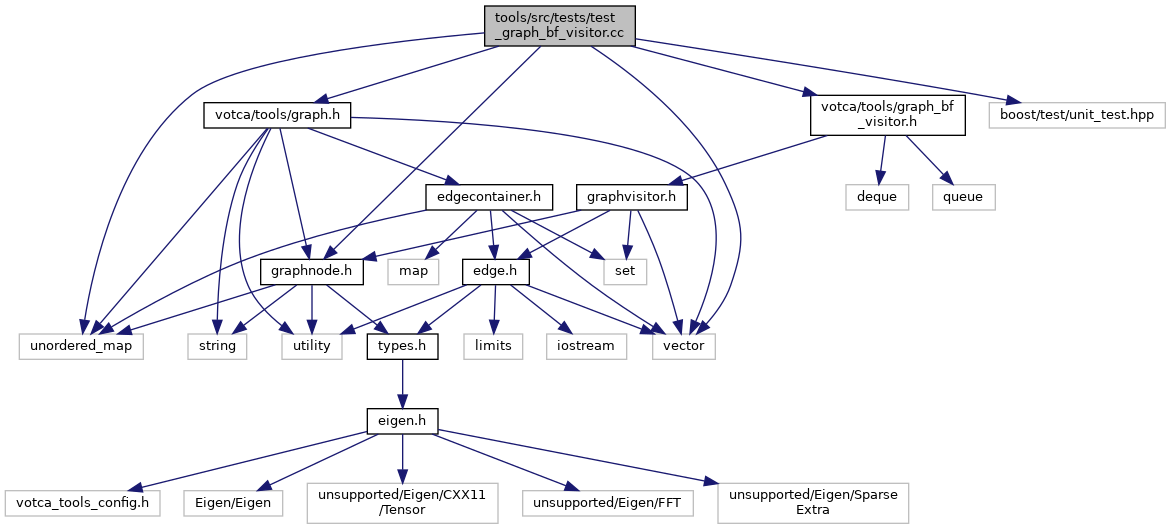 tools/src/tests/test
_graph_bf_visitor.cc
votca/tools/graph.h
votca/tools/graph_bf
_visitor.h
boost/test/unit_test.hpp
edgecontainer.h
graphvisitor.h
deque
queue
graphnode.h
map
edge.h
set
unordered_map
string
utility
types.h
limits
iostream
vector
eigen.h
votca_tools_config.h
Eigen/Eigen
unsupported/Eigen/CXX11
/Tensor
unsupported/Eigen/FFT
unsupported/Eigen/Sparse
Extra